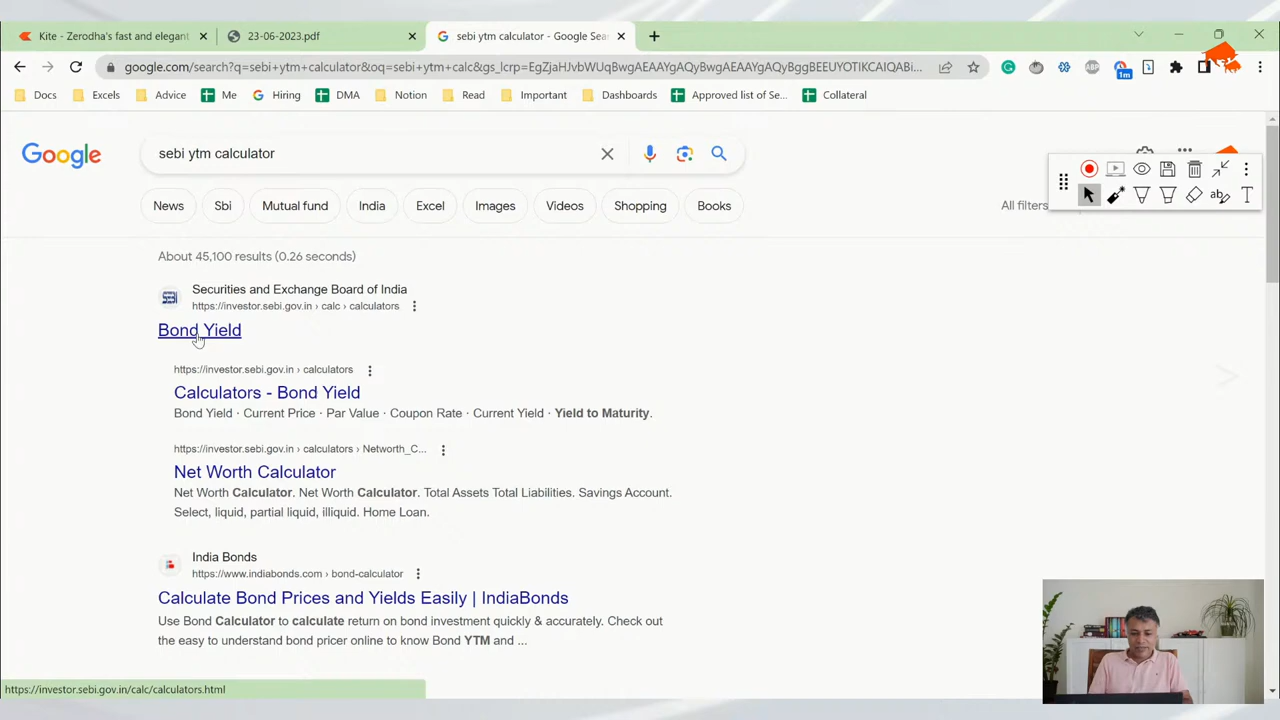 Kite - Zerodha's fast and elegant
23-06-2023.pdf
sebi ytm calculator - Google Sea
google.com/search?q=sebi+ytm+calculator&oq=sebi+ytm+calc&gs_lcrp=EgZjaHJvbWUqBwgAEAAYgAQyBwgAEAAYgAQyBggBEEUYOTIKCAIQABi...
1m
Docs
Excels
Advice
Me
Hiring
DMA
Notion
Read
Important
Dashboards
Approved list of Se...
Collateral
Google
sebi ytm calculator
News
Sbi
Mutual fund
India
Excel
Images
Videos
Shopping
Books
All filters
About 45,100 results (0.26 seconds)
Securities and Exchange Board of India
https://investor.sebi.gov.in › calc › calculators
Bond Yield
https://investor.sebi.gov.in › calculators
Calculators - Bond Yield
Bond Yield · Current Price · Par Value · Coupon Rate · Current Yield · Yield to Maturity.
https://investor.sebi.gov.in › calculators › Networth_C...
Net Worth Calculator
Net Worth Calculator. Net Worth Calculator. Total Assets Total Liabilities. Savings Account.
Select, liquid, partial liquid, illiquid. Home Loan.
India Bonds
https://www.indiabonds.com › bond-calculator
Calculate Bond Prices and Yields Easily | IndiaBonds
Use Bond Calculator to calculate return on bond investment quickly & accurately. Check out
the easy to understand bond pricer online to know Bond YTM and ...
https://investor.sebi.gov.in/calc/calculators.html